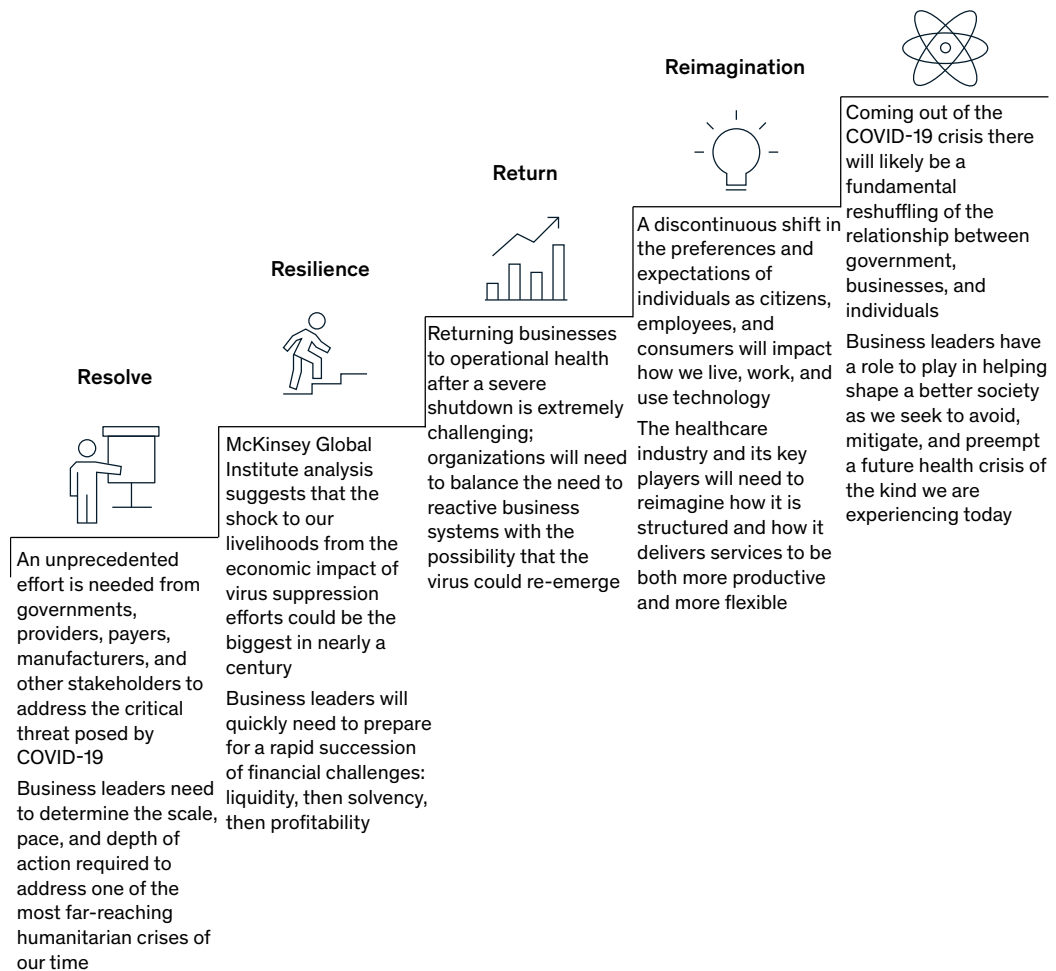 Resolve
An unprecedented
effort is needed from
governments,
providers, payers,
manufacturers, and
other stakeholders to
address the critical
threat posed by
COVID-19
Business leaders need
to determine the scale,
pace, and depth of
action required to
address one of the
most far-reaching
humanitarian crises of
our time
Resilience
McKinsey Global
Institute analysis
suggests that the
shock to our
livelihoods from the
economic impact of
virus suppression
efforts could be the
biggest in nearly a
century
Business leaders will
quickly need to prepare
for a rapid succession
of financial challenges:
liquidity, then solvency,
then profitability
Return
Returning businesses
to operational health
after a severe
shutdown is extremely
challenging;
organizations will need
to balance the need to
reactive business
systems with the
possibility that the
virus could re-emerge
Reimagination
A discontinuous shift in
the preferences and
expectations of
individuals as citizens,
employees, and
consumers will impact
how we live, work, and
use technology
The healthcare
industry and its key
players will need to
reimagine how it is
structured and how it
delivers services to be
both more productive
and more flexible
Coming out of the
COVID-19 crisis there
will likely be a
fundamental
reshuffling of the
relationship between
government,
businesses, and
individuals
Business leaders have
a role to play in helping
shape a better society
as we seek to avoid,
mitigate, and preempt
a future health crisis of
the kind we are
experiencing today